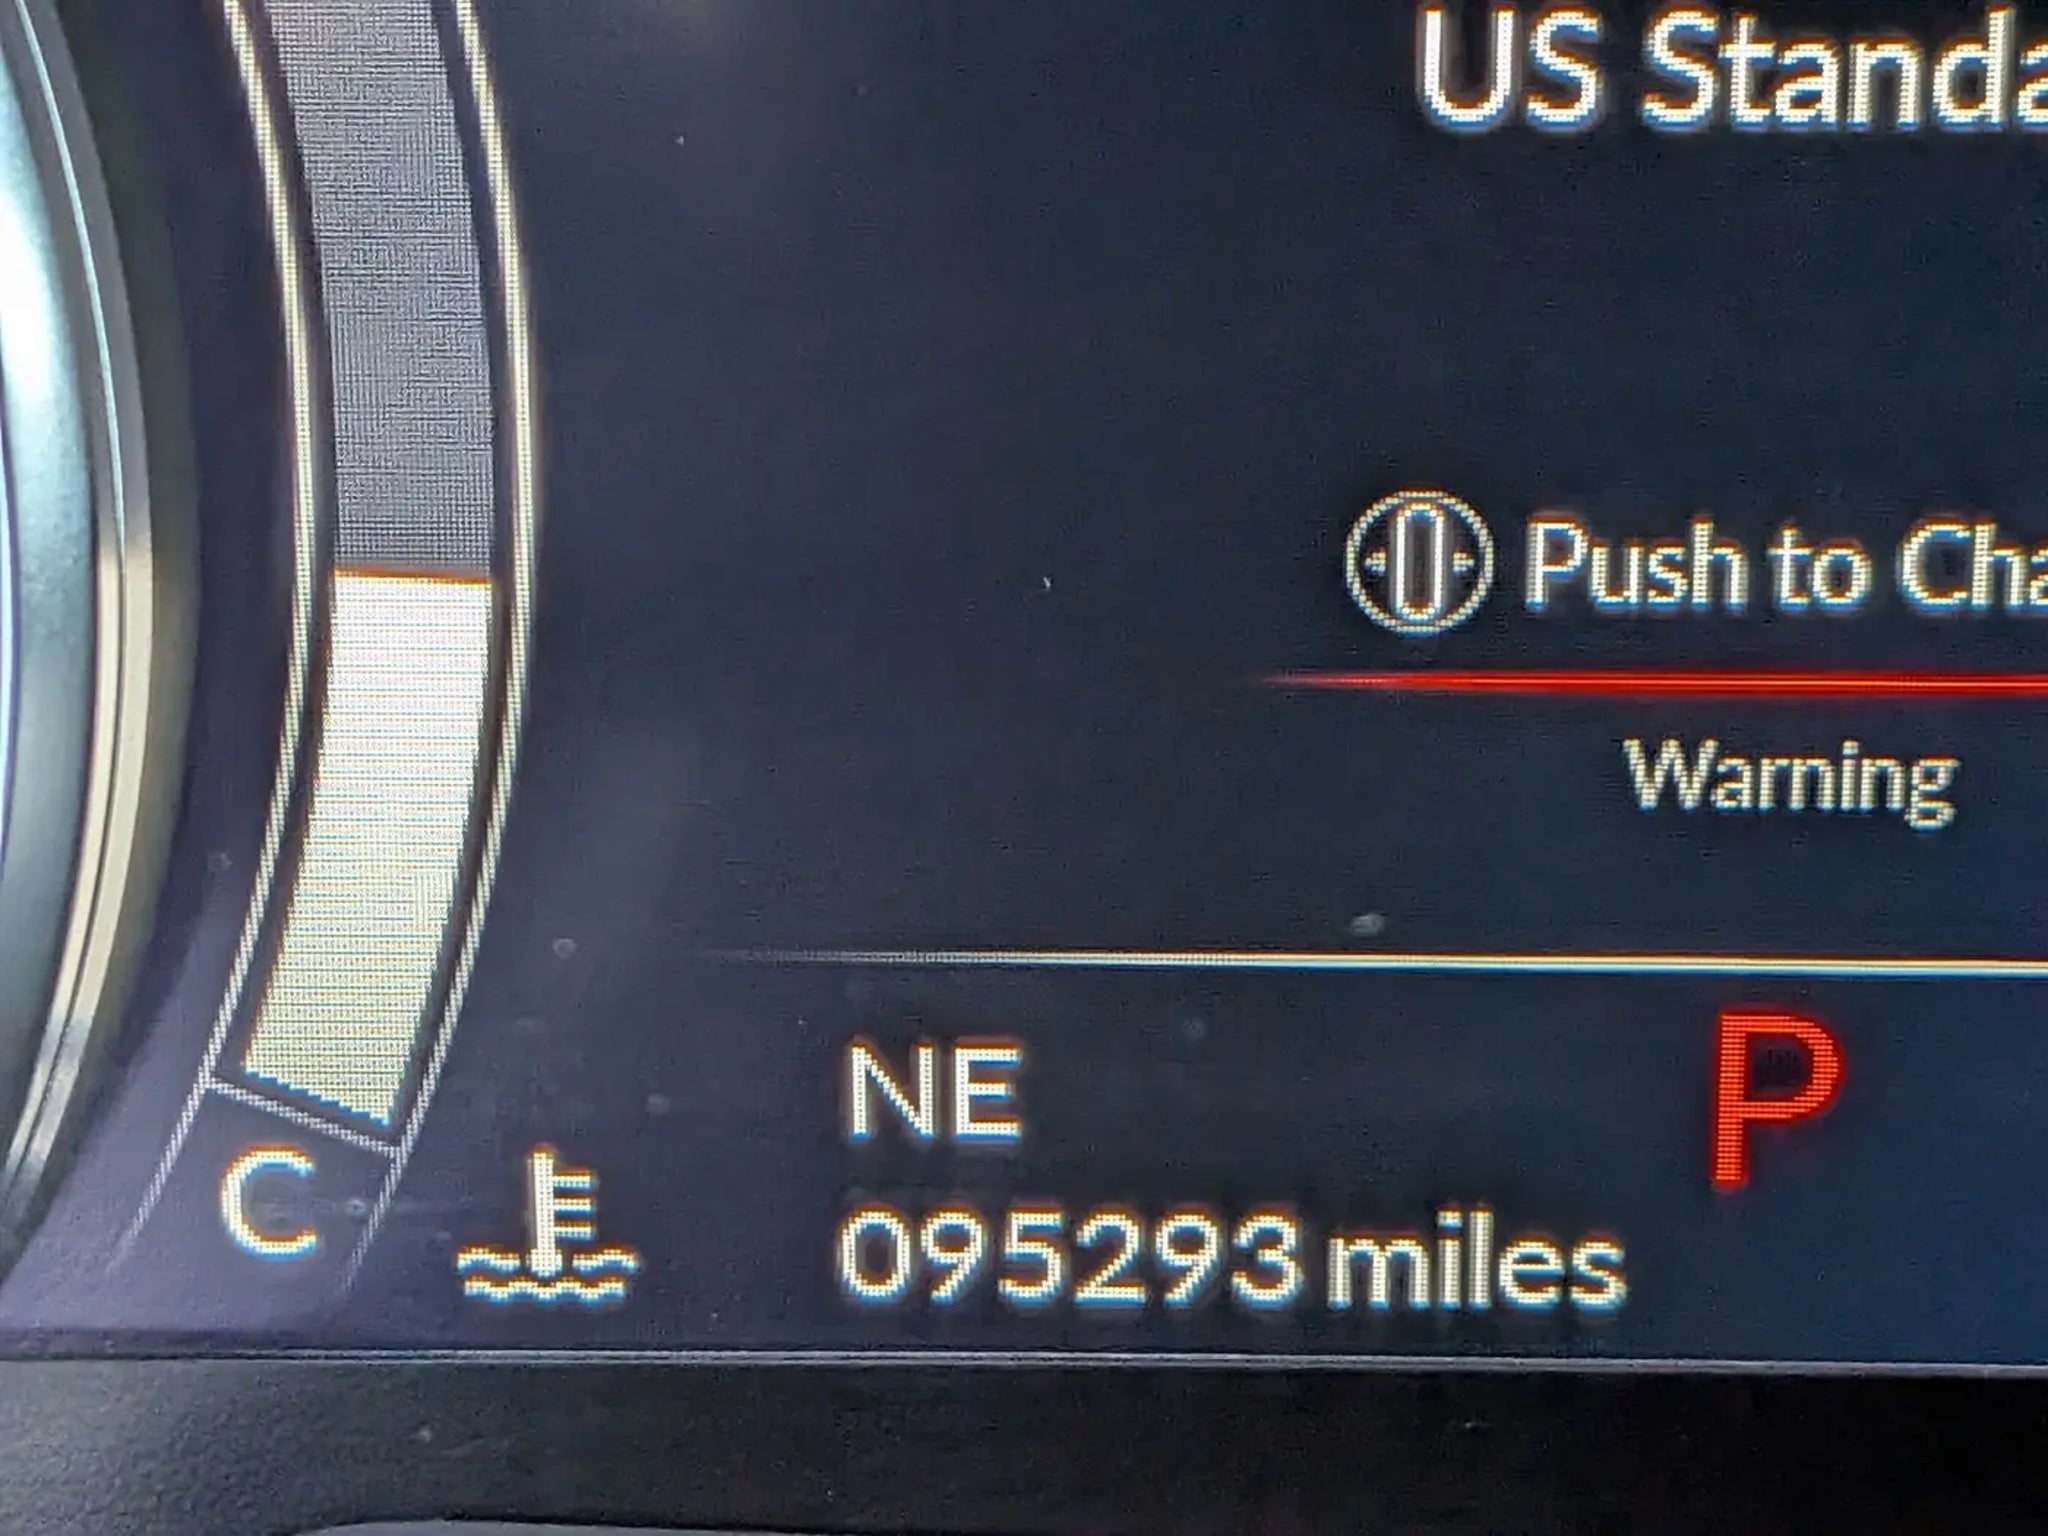 US Standa
Push to Cha
Warning
NE
P
C
095293 miles